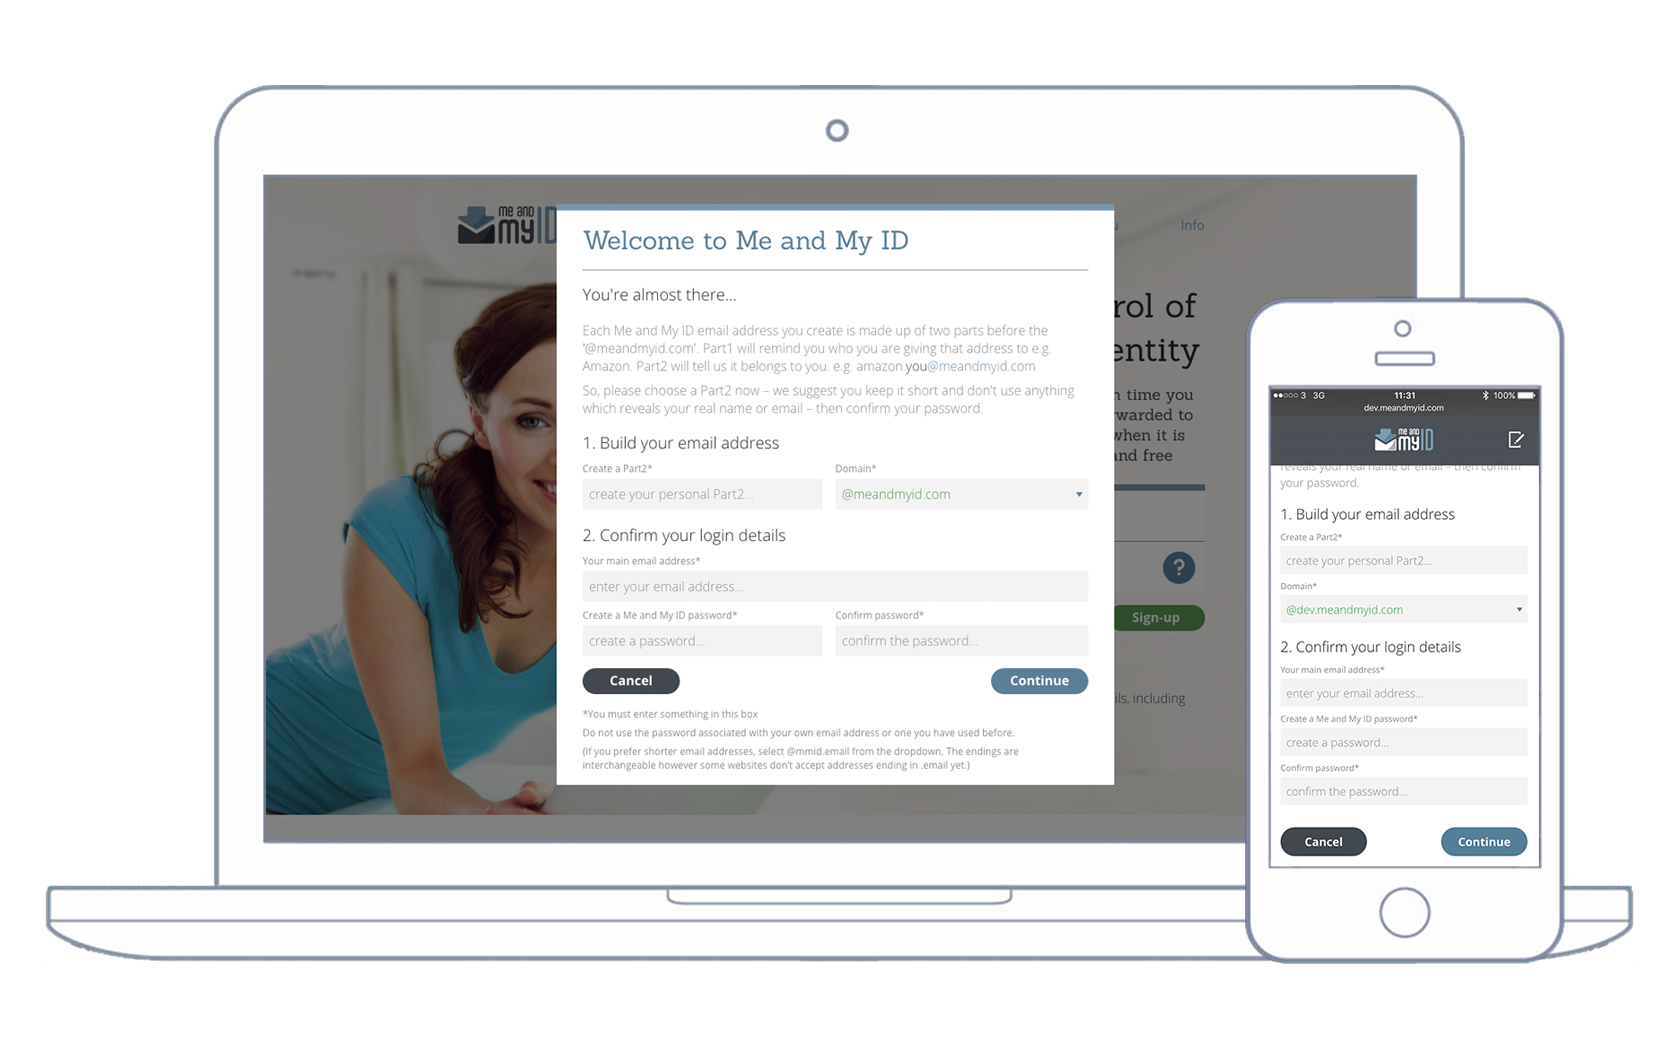 me and
myID
Info
Welcome to Me and My ID
You're almost there...
Each Me and My ID email address you create is made up of two parts before the
'@meandmyid.com'. Part1 will remind you who you are giving that address to e.g.
Amazon. Part2 will tell us it belongs to you. e.g. amazon.you@meandmyid.com
So, please choose a Part2 now – we suggest you keep it short and don't use anything
which reveals your real name or email – then confirm your password.
1. Build your email address
Create a Part2* Domain*
create your personal Part2... @meandmyid.com
2. Confirm your login details
Your main email address*
enter your email address...
Create a Me and My ID password* Confirm password*
create a password... confirm the password...
Cancel Continue
*You must enter something in this box
Do not use the password associated with your own email address or one you have used before.
(If you prefer shorter email addresses, select @mmid.email from the dropdown. The endings are
interchangeable however some websites don't accept addresses ending in .email yet.)
rol of
entity
time you
warded to
when it is
and free
?
Sign-up
ls, including
3 3G 11:31 100%
dev.meandmyid.com
me and
myID
reveals your real name or email – then confirm
your password.
1. Build your email address
Create a Part2*
create your personal Part2...
Domain*
@dev.meandmyid.com
2. Confirm your login details
Your main email address*
enter your email address...
Create a Me and My ID password*
create a password...
Confirm password*
confirm the password...
Cancel Continue